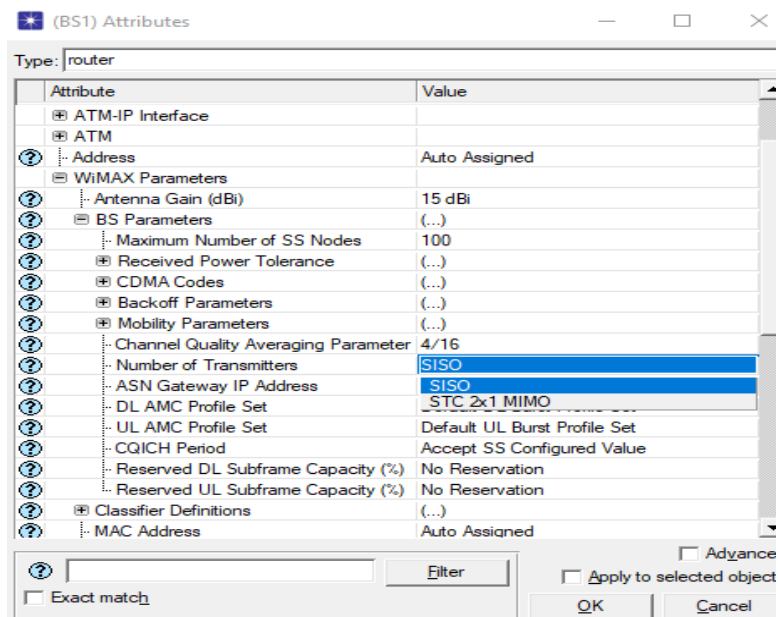 (BS1) Attributes
Type: router
Attribute Value
ATM-IP Interface
ATM
Address Auto Assigned
WiMAX Parameters
Antenna Gain (dBi) 15 dBi
BS Parameters (...)
Maximum Number of SS Nodes 100
Received Power Tolerance (...)
CDMA Codes (...)
Backoff Parameters (...)
Mobility Parameters (...)
Channel Quality Averaging Parameter 4/16
Number of Transmitters SISO
ASN Gateway IP Address SISO
STC 2x1 MIMO
DL AMC Profile Set
UL AMC Profile Set Default UL Burst Profile Set
CQICH Period Accept SS Configured Value
Reserved DL Subframe Capacity (%) No Reservation
Reserved UL Subframe Capacity (%) No Reservation
Classifier Definitions (...)
MAC Address Auto Assigned
Advance
Filter
Apply to selected object
Exact match
OK Cancel